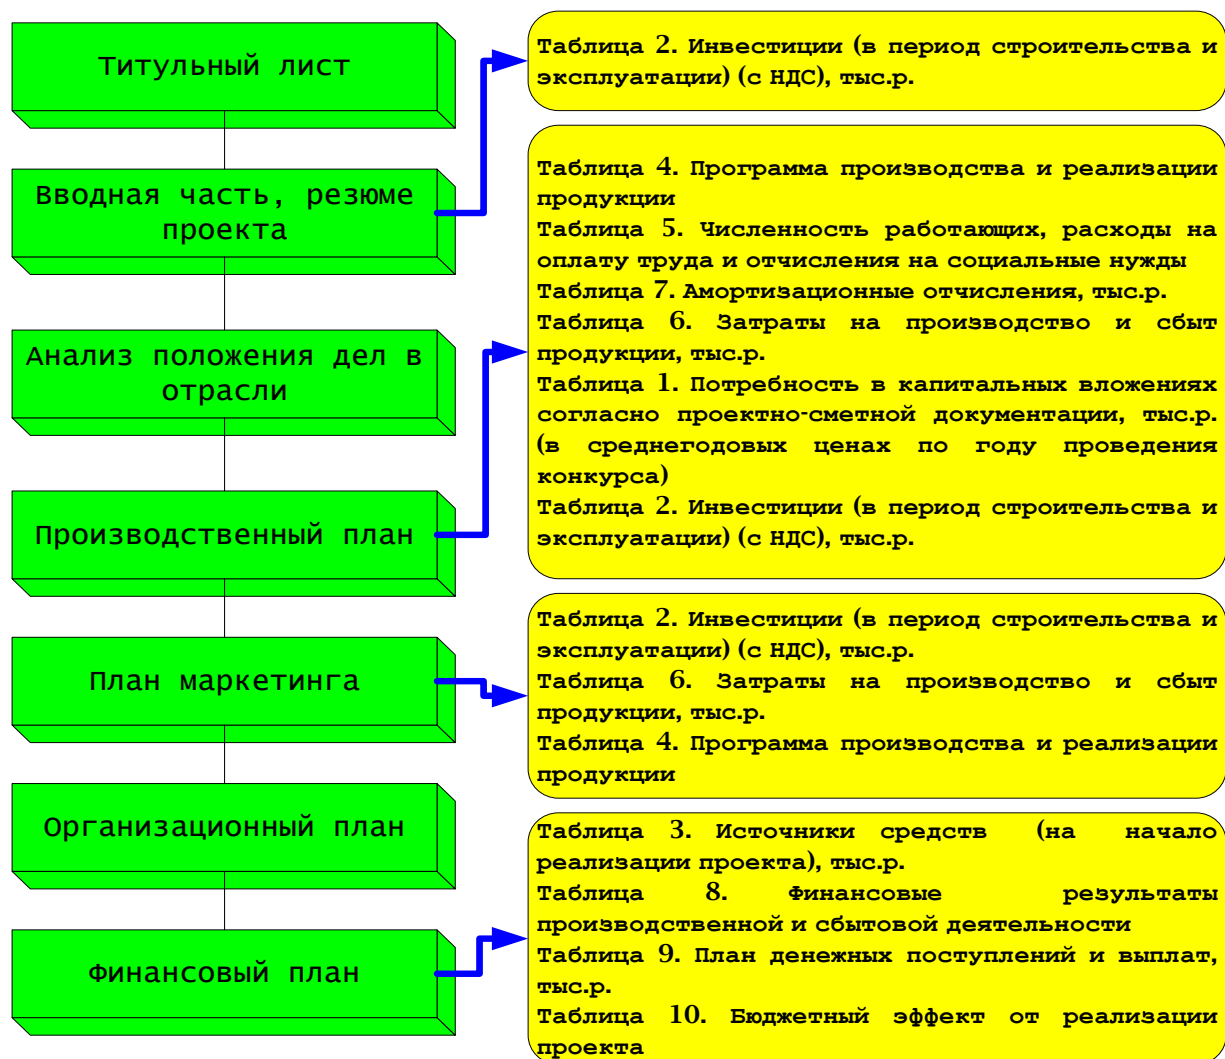 Титульный лист
Таблица 2. Инвестиции (в период строительства и
эксплуатации) (с НДС), тыс.р.
Вводная часть, резюме
проекта
Таблица 4. Программа производства и реализации
продукции
Таблица 5. Численность работающих, расходы на
оплату труда и отчисления на социальные нужды
Таблица 7. Амортизационные отчисления, тыс.р.
Таблица 6. Затраты на производство и сбыт
продукции, тыс.р.
Таблица 1. Потребность в капитальных вложениях
согласно проектно-сметной документации, тыс.р.
(в среднегодовых ценах по году проведения
конкурса)
Таблица 2. Инвестиции (в период строительства и
эксплуатации) (с НДС), тыс.р.
Анализ положения дел в
отрасли
Производственный план
План маркетинга
Таблица 2. Инвестиции (в период строительства и
эксплуатации) (с НДС), тыс.р.
Таблица 6. Затраты на производство и сбыт
продукции, тыс.р.
Таблица 4. Программа производства и реализации
продукции
Организационный план
Финансовый план
Таблица 3. Источники средств (на начало
реализации проекта), тыс.р.
Таблица 8. Финансовые результаты
производственной и сбытовой деятельности
Таблица 9. План денежных поступлений и выплат,
тыс.р.
Таблица 10. Бюджетный эффект от реализации
проекта